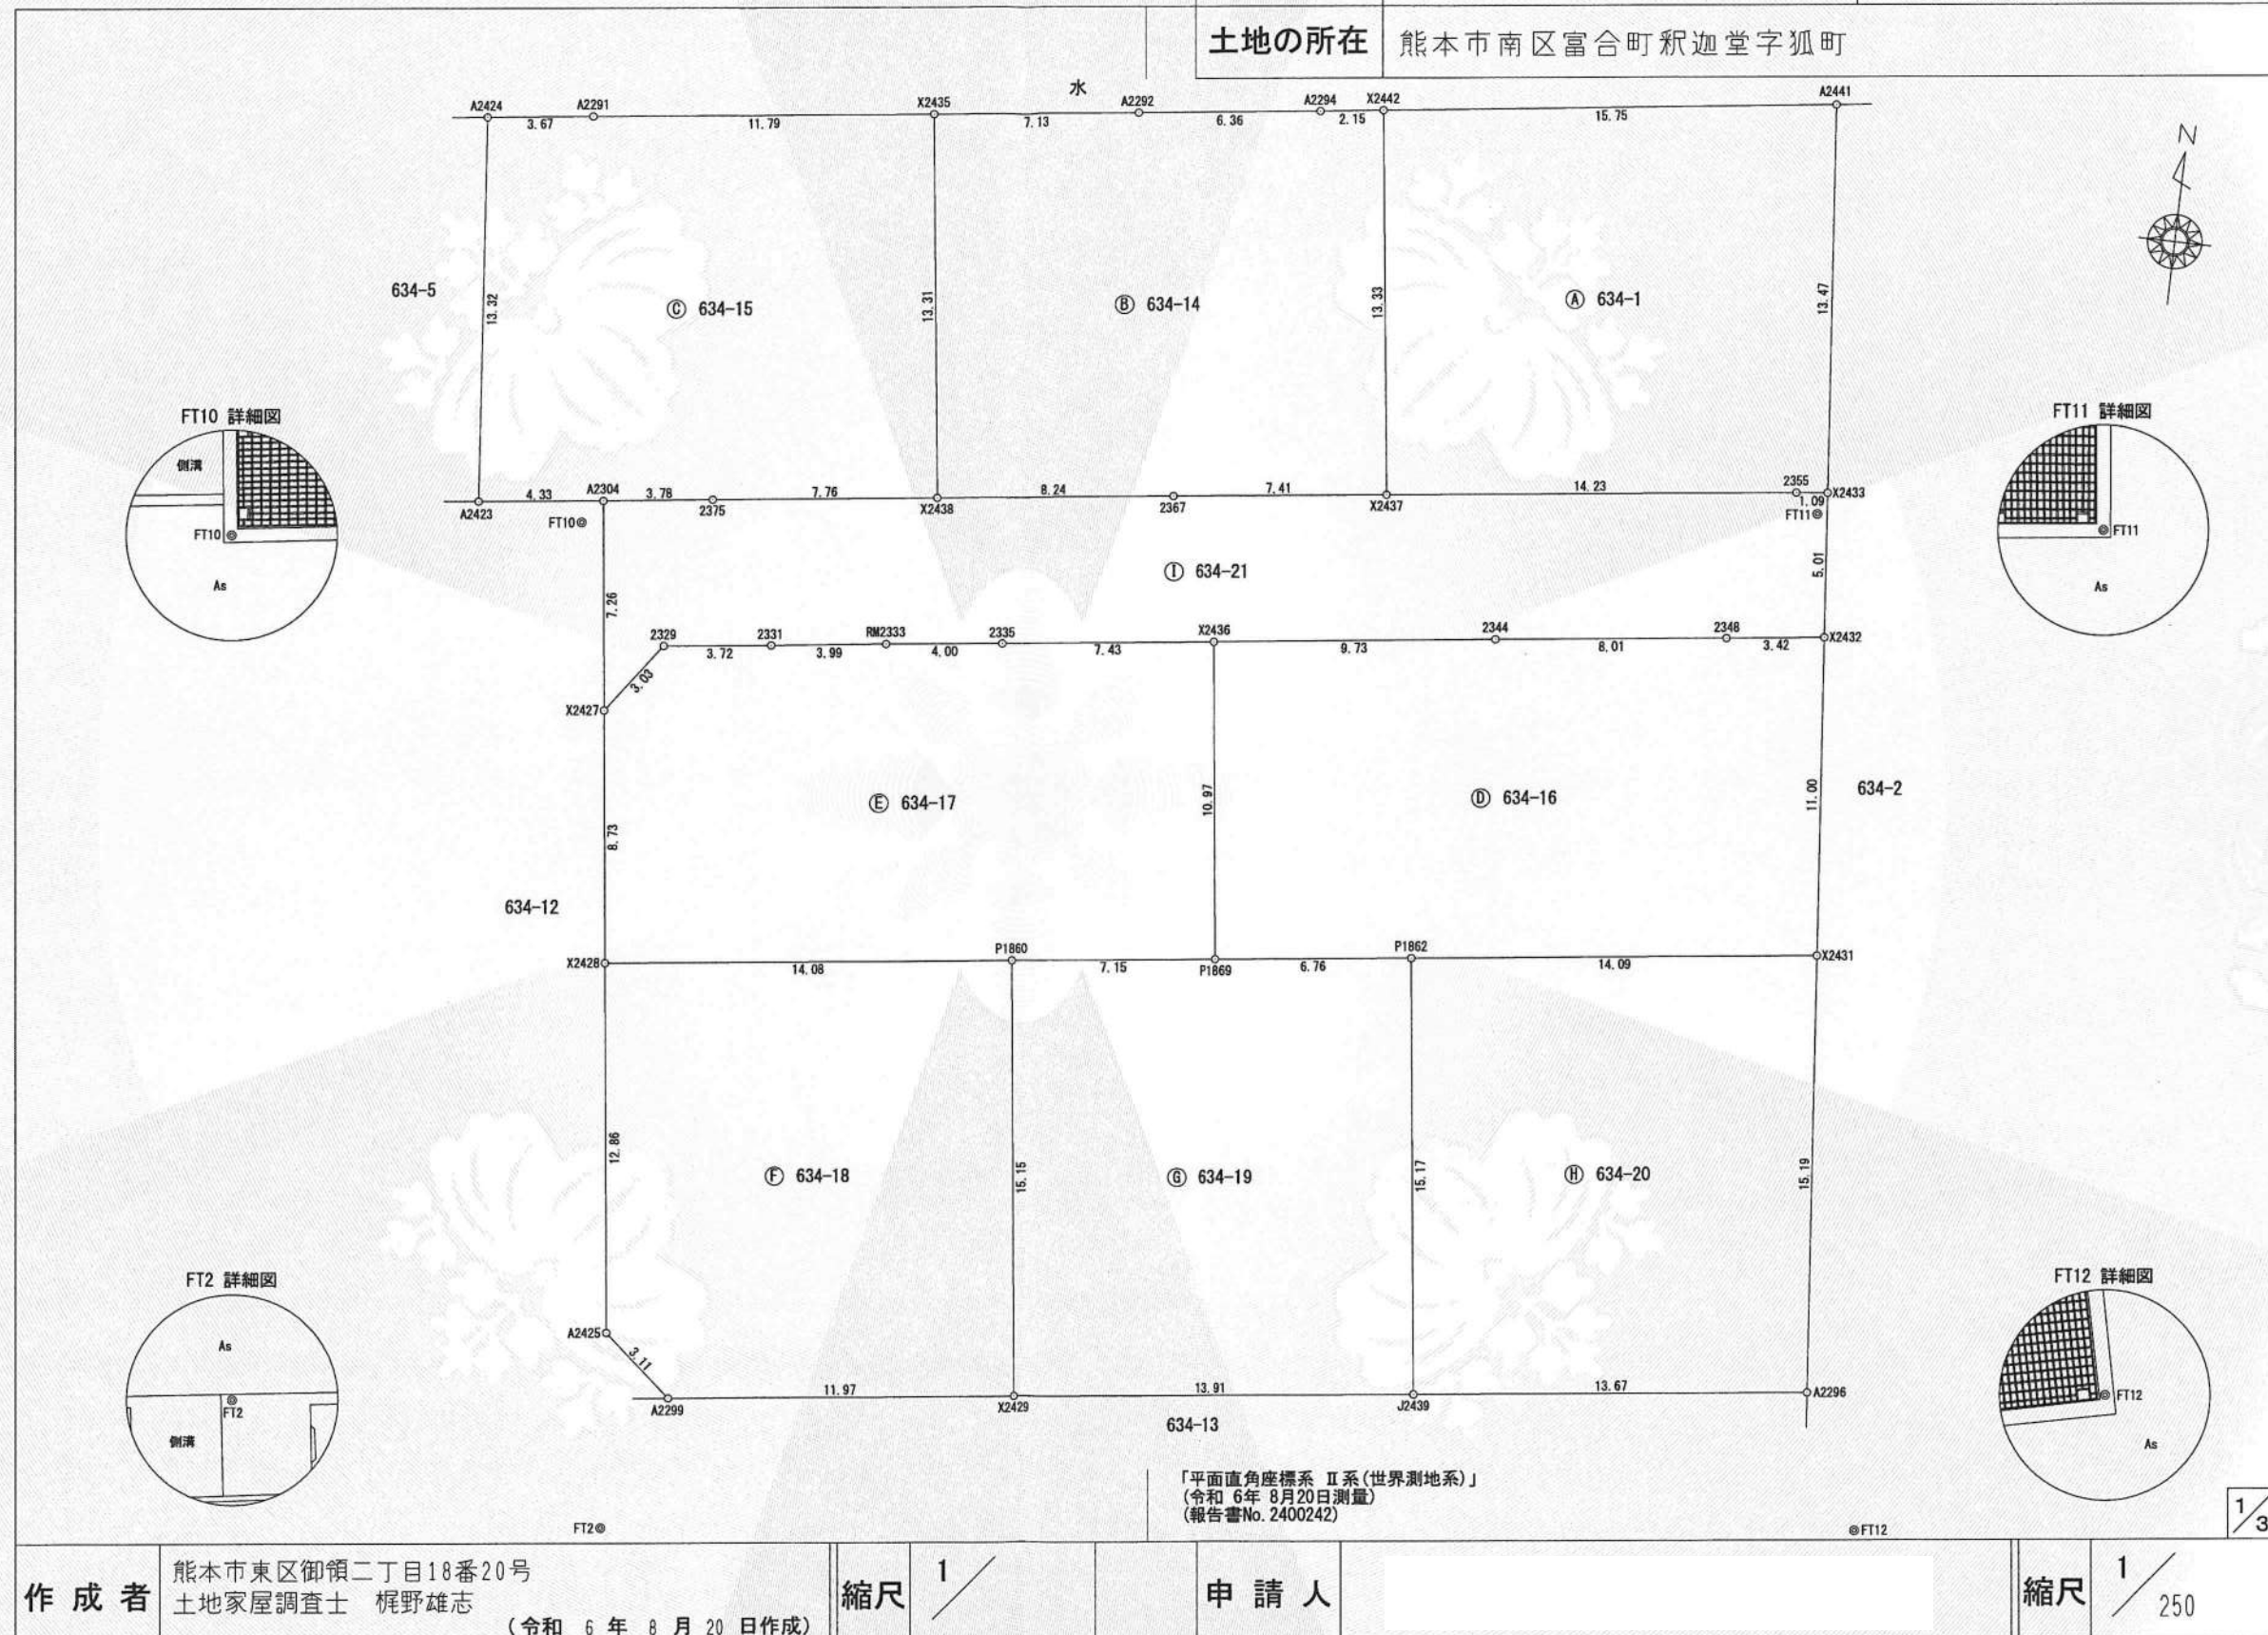 土地の所在 熊本市南区富合町釈迦堂字狐町
水
A2424 A2291 X2435 A2292 A2294 X2442 A2441
3.67 11.79 7.13 6.36 2.15 15.75
N
634-5
13.32
Ⓒ 634-15
13.31
Ⓑ 634-14
13.33
Ⓐ 634-1
13.47
FT10 詳細図
側溝
FT10
As
FT11 詳細図
FT11
As
4.33 A2304 3.78 7.76 8.24 7.41 14.23 2355
A2423 2375 X2438 2367 X2437 1.09 X2433
FT10 FT11
Ⓘ 634-21
7.26
5.01
2329 2331 RM2333 2335 X2436 2344 2348 X2432
3.72 3.99 4.00 7.43 9.73 8.01 3.42
3.03
X2427
Ⓔ 634-17
10.97
Ⓓ 634-16
11.00
634-2
8.73
634-12
P1860 P1862
X2428 14.08 7.15 P1869 6.76 14.09 X2431
12.86
Ⓕ 634-18
15.15
Ⓖ 634-19
15.17
Ⓗ 634-20
15.19
FT2 詳細図
As
FT2
側溝
FT12 詳細図
FT12
As
A2425
3.11
11.97 13.91 13.67
A2299 X2429 J2439 A2296
634-13
「平面直角座標系 Ⅱ系(世界測地系)」
(令和 6年 8月20日測量)
(報告書No.2400242)
FT2 FT12
1/3
作成者 熊本市東区御領二丁目18番20号
土地家屋調査士 梶野雄志
(令和 6 年 8 月 20 日作成)
縮尺 1/
申請人
縮尺 1/250